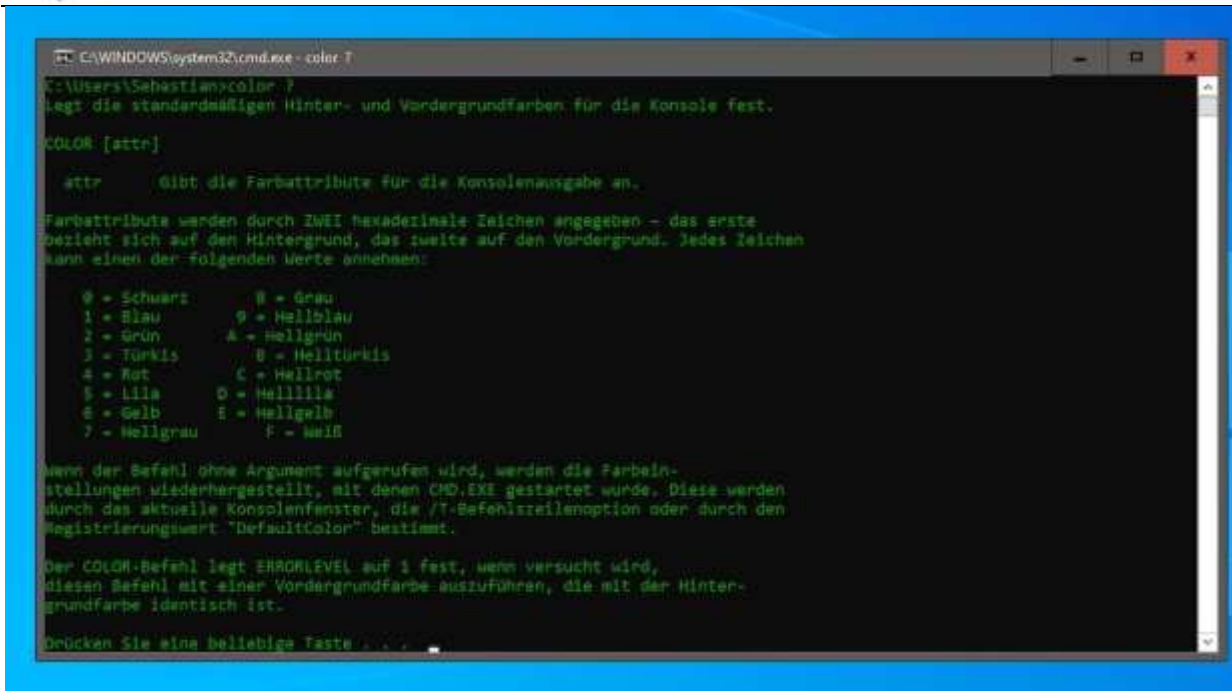 C:\WINDOWS\system32\cmd.exe - color ?
C:\Users\Sebastian>color ?
Legt die standardmäßigen Hinter- und Vordergrundfarben für die Konsole fest.
COLOR [attr]
attr Gibt die Farbattribute für die Konsolenausgabe an.
Farbattribute werden durch ZWEI hexadezimale Zeichen angegeben – das erste
bezieht sich auf den Hintergrund, das zweite auf den Vordergrund. Jedes Zeichen
kann einen der folgenden Werte annehmen:
0 = Schwarz 8 = Grau
1 = Blau 9 = Hellblau
2 = Grün A = Hellgrün
3 = Türkis B = Helltürkis
4 = Rot C = Hellrot
5 = Lila D = Helllila
6 = Gelb E = Hellgelb
7 = Hellgrau F = Weiß
Wenn der Befehl ohne Argument aufgerufen wird, werden die Farbein-
stellungen wiederhergestellt, mit denen CMD.EXE gestartet wurde. Diese werden
durch das aktuelle Konsolenfenster, die /T-Befehlszeilenoption oder durch den
Registrierungswert "DefaultColor" bestimmt.
Der COLOR-Befehl legt ERRORLEVEL auf 1 fest, wenn versucht wird,
diesen Befehl mit einer Vordergrundfarbe auszuführen, die mit der Hinter-
grundfarbe identisch ist.
Drücken Sie eine beliebige Taste . . .